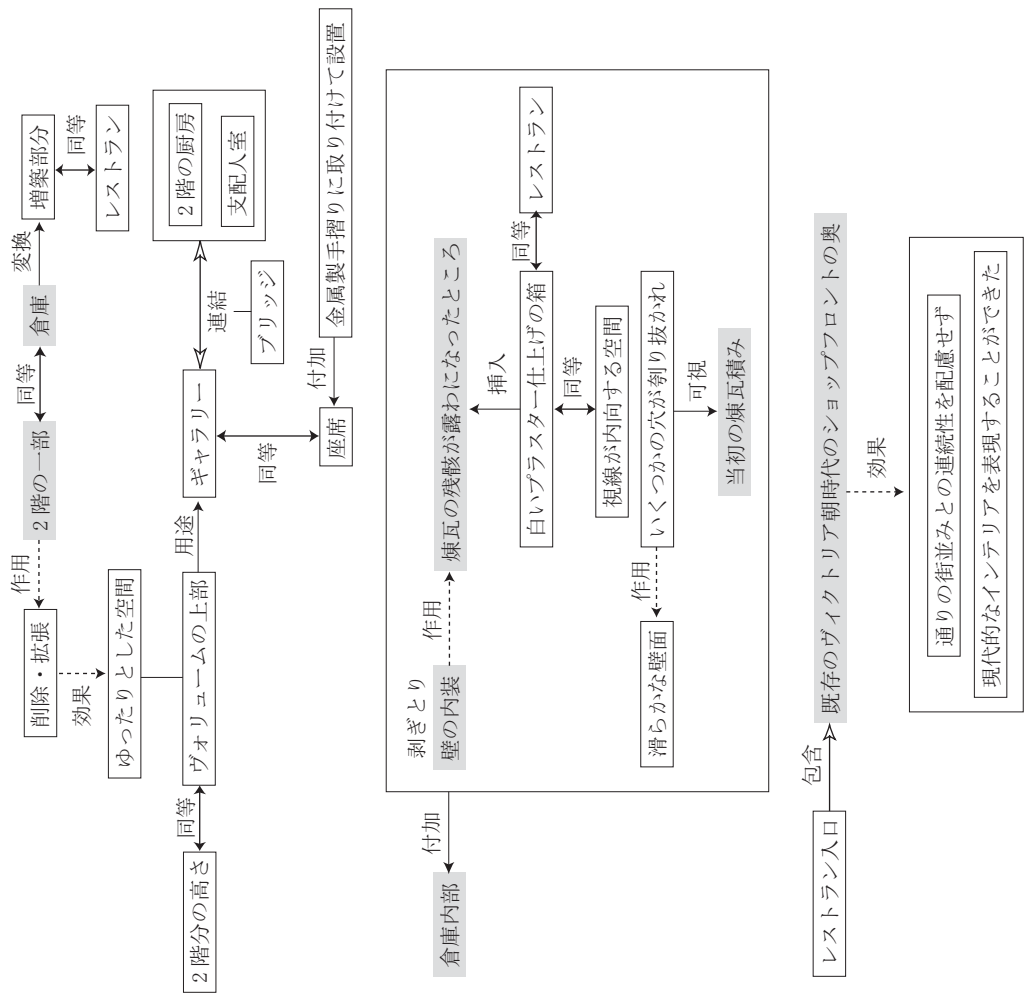 2階の一部
同等
倉庫
変換
増築部分
同等
レストラン
作用
削除・拡張
効果
ゆったりとした空間
2階分の高さ
同等
ヴォリュームの上部
用途
ギャラリー
連結
ブリッジ
2階の厨房
支配人室
同等
座席
付加
金属製手摺りに取り付けて設置
倉庫内部
付加
剥ぎとり
壁の内装
作用
煉瓦の残骸が露わになったところ
挿入
白いプラスター仕上げの箱
同等
レストラン
同等
視線が内向する空間
滑らかな壁面
作用
いくつかの穴が刳り抜かれ
可視
当初の煉瓦積み
レストラン入口
包含
既存のヴィクトリア朝時代のショップフロントの奥
効果
通りの街並みとの連続性を配慮せず
現代的なインテリアを表現することができた